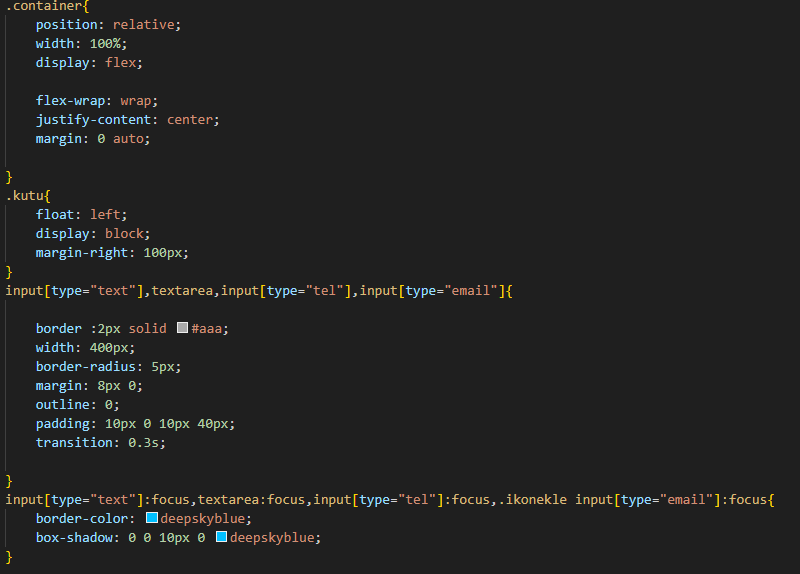 .container{
position: relative;
width: 100%;
display: flex;
flex-wrap: wrap;
justify-content: center;
margin: 0 auto;
}
.kutu{
float: left;
display: block;
margin-right: 100px;
}
input[type="text"],textarea,input[type="tel"],input[type="email"]{
border :2px solid #aaa;
width: 400px;
border-radius: 5px;
margin: 8px 0;
outline: 0;
padding: 10px 0 10px 40px;
transition: 0.3s;
}
input[type="text"]:focus,textarea:focus,input[type="tel"]:focus,.ikonekle input[type="email"]:focus{
border-color: deepskyblue;
box-shadow: 0 0 10px 0 deepskyblue;
}